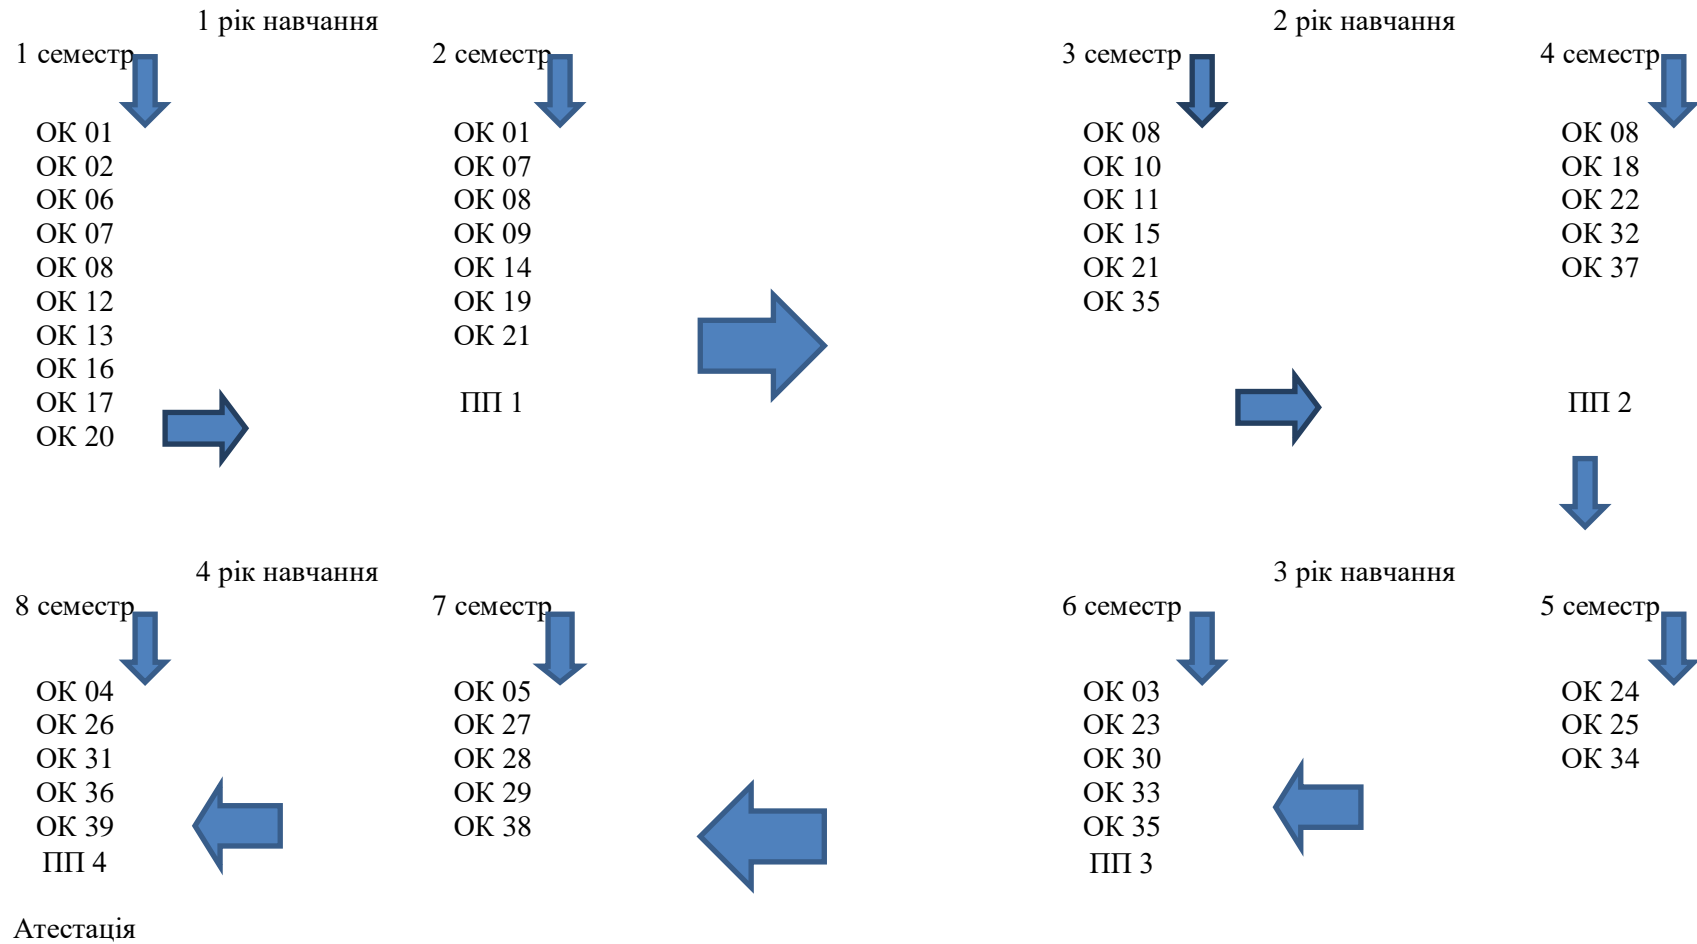 1 рік навчання
1 семестр
ОК 01
ОК 02
ОК 06
ОК 07
ОК 08
ОК 12
ОК 13
ОК 16
ОК 17
ОК 20
2 семестр
ОК 01
ОК 07
ОК 08
ОК 09
ОК 14
ОК 19
ОК 21
ПП 1
2 рік навчання
3 семестр
ОК 08
ОК 10
ОК 11
ОК 15
ОК 21
ОК 35
4 семестр
ОК 08
ОК 18
ОК 22
ОК 32
ОК 37
ПП 2
3 рік навчання
5 семестр
ОК 24
ОК 25
ОК 34
6 семестр
ОК 03
ОК 23
ОК 30
ОК 33
ОК 35
ПП 3
4 рік навчання
7 семестр
ОК 05
ОК 27
ОК 28
ОК 29
ОК 38
8 семестр
ОК 04
ОК 26
ОК 31
ОК 36
ОК 39
ПП 4
Атестація